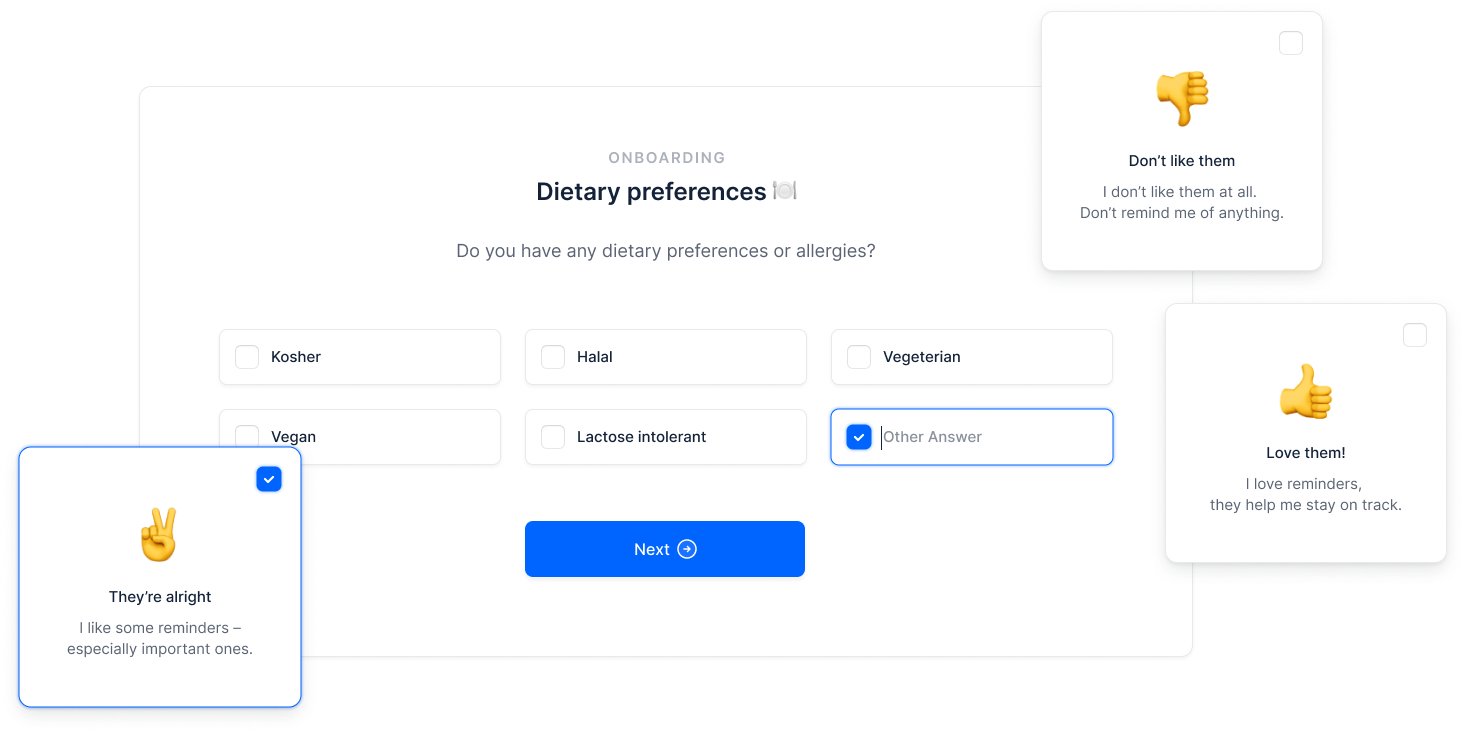 ONBOARDING
Dietary preferences
Do you have any dietary preferences or allergies?
Kosher
Halal
Vegeterian
Vegan
Lactose intolerant
Other Answer
Next
Don’t like them
I don’t like them at all.
Don’t remind me of anything.
Love them!
I love reminders,
they help me stay on track.
They’re alright
I like some reminders –
especially important ones.